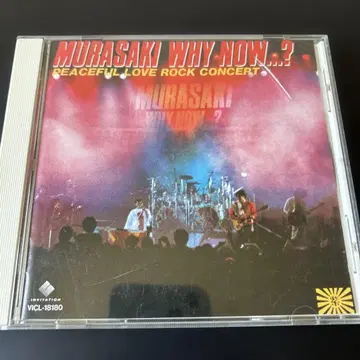 MURASAKI WHY NOW...?
PEACEFUL LOVE ROCK CONCERT
MURASAKI
WHY NOW..?
invitation
VICL-18180